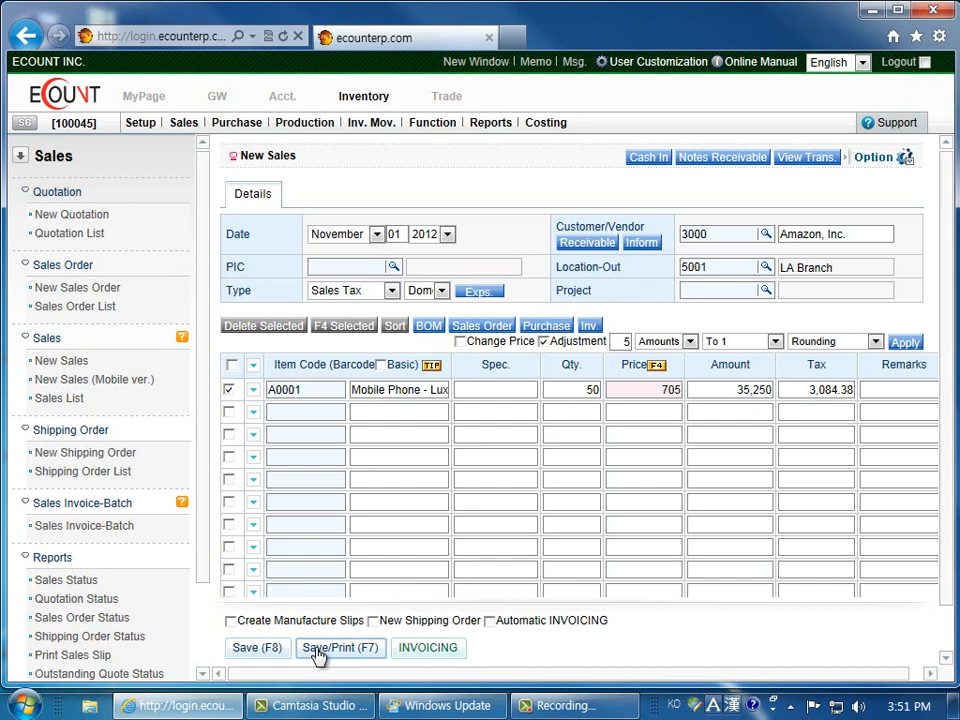 http://login.ecounterp.c...
ecounterp.com
ECOUNT INC.
New Window | Memo | Msg. User Customization Online Manual English Logout
ECOUNT MyPage GW Acct. Inventory Trade
S6 [100045] Setup Sales Purchase Production Inv. Mov. Function Reports Costing Support
Sales
Quotation
New Quotation
Quotation List
Sales Order
New Sales Order
Sales Order List
Sales
New Sales
New Sales (Mobile ver.)
Sales List
Shipping Order
New Shipping Order
Shipping Order List
Sales Invoice-Batch
Sales Invoice-Batch
Reports
Sales Status
Quotation Status
Sales Order Status
Shipping Order Status
Print Sales Slip
Outstanding Quote Status
New Sales Cash In Notes Receivable View Trans. Option
Details
Date November 01 2012 Customer/Vendor Receivable Inform 3000 Amazon, Inc.
PIC Location-Out 5001 LA Branch
Type Sales Tax Dom Exps. Project
Delete Selected F4 Selected Sort BOM Sales Order Purchase Inv.
Change Price Adjustment 5 Amounts To 1 Rounding Apply
Item Code (Barcode Basic) TIP Spec. Qty. Price F4 Amount Tax Remarks
A0001 Mobile Phone - Lux 50 705 35,250 3,084.38
Create Manufacture Slips New Shipping Order Automatic INVOICING
Save (F8) Save/Print (F7) INVOICING
http://login.ecou... Camtasia Studio ... Windows Update Recording... KO A 漢 3:51 PM